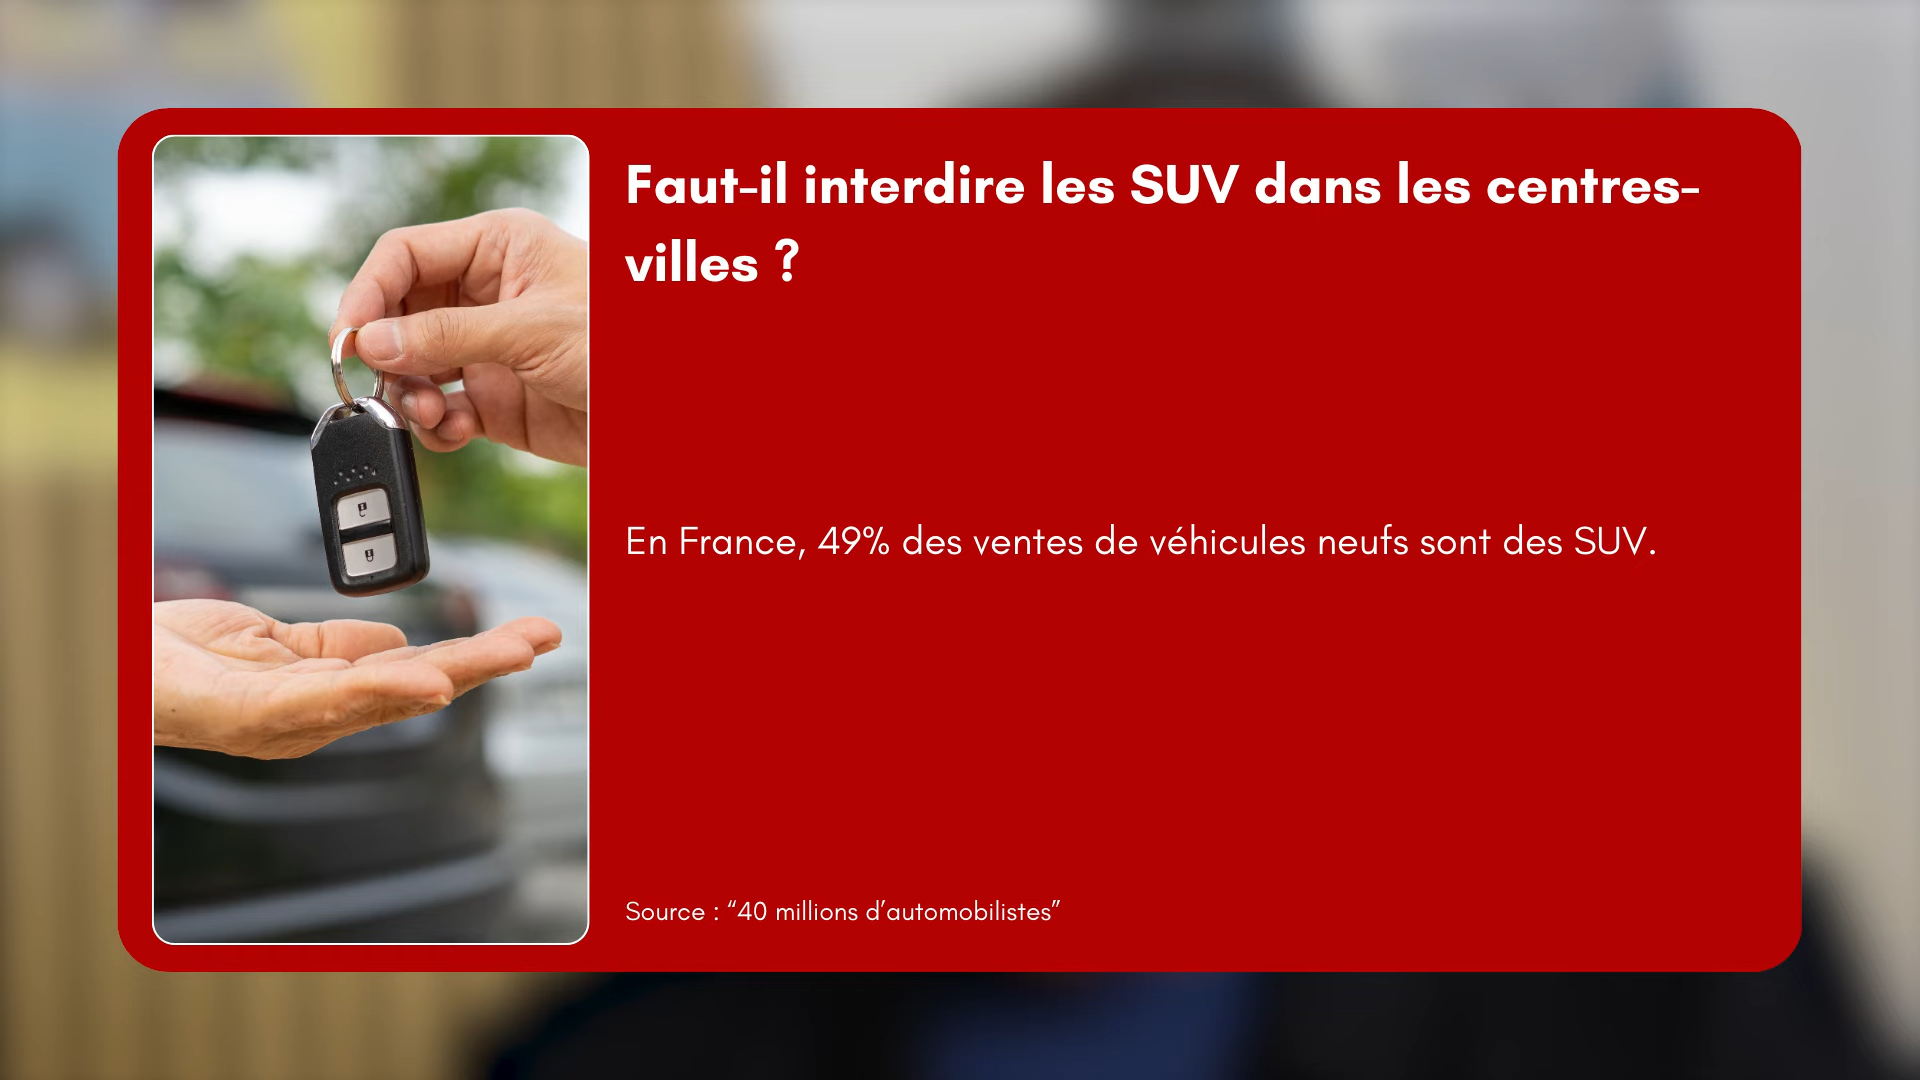 Faut-il interdire les SUV dans les centres-
villes ?
En France, 49% des ventes de véhicules neufs sont des SUV.
Source : “40 millions d’automobilistes”